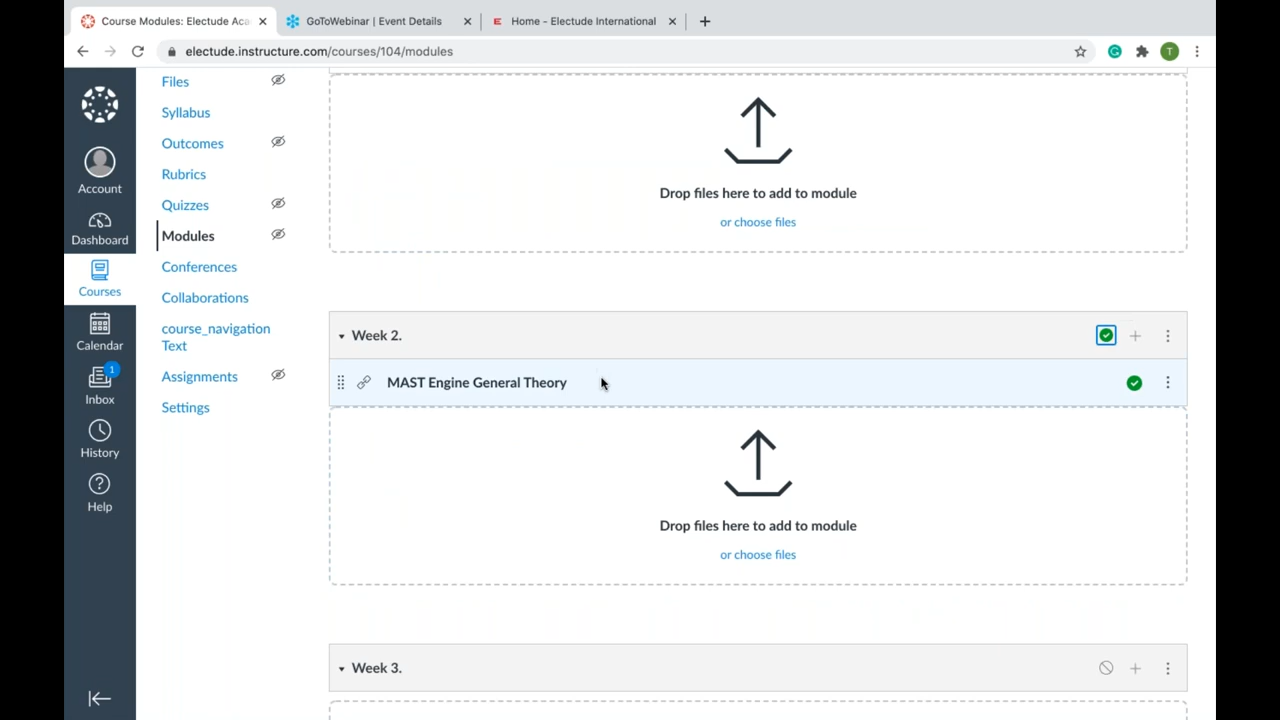 Course Modules: Electude Aca
GoToWebinar | Event Details
Home - Electude International
electude.instructure.com/courses/104/modules
T
Account
Dashboard
Courses
Calendar
1
Inbox
History
Help
Files
Syllabus
Outcomes
Rubrics
Quizzes
Modules
Conferences
Collaborations
course_navigation
Text
Assignments
Settings
Drop files here to add to module
or choose files
Week 2.
MAST Engine General Theory
Drop files here to add to module
or choose files
Week 3.